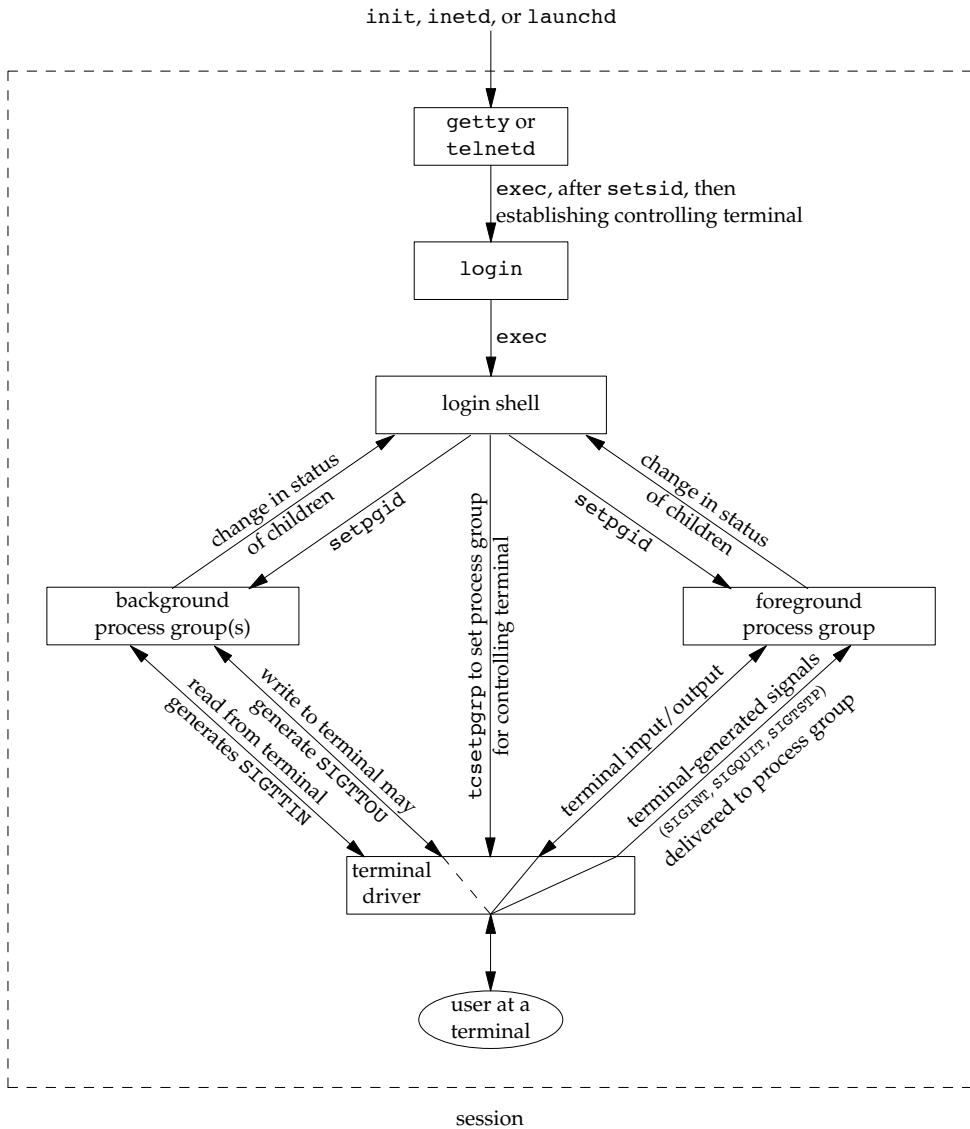 init, inetd, or launchd
getty or
telnetd
exec, after setsid, then
establishing controlling terminal
login
exec
login shell
change in status
of children
setpgid
tcsetpgrp to set process group
for controlling terminal
setpgid
change in status
of children
background
process group(s)
foreground
process group
read from terminal
generates SIGTTIN
write to terminal may
generate SIGTTOU
terminal input/output
terminal-generated signals
(SIGINT, SIGQUIT, SIGTSTP)
delivered to process group
terminal
driver
user at a
terminal
session